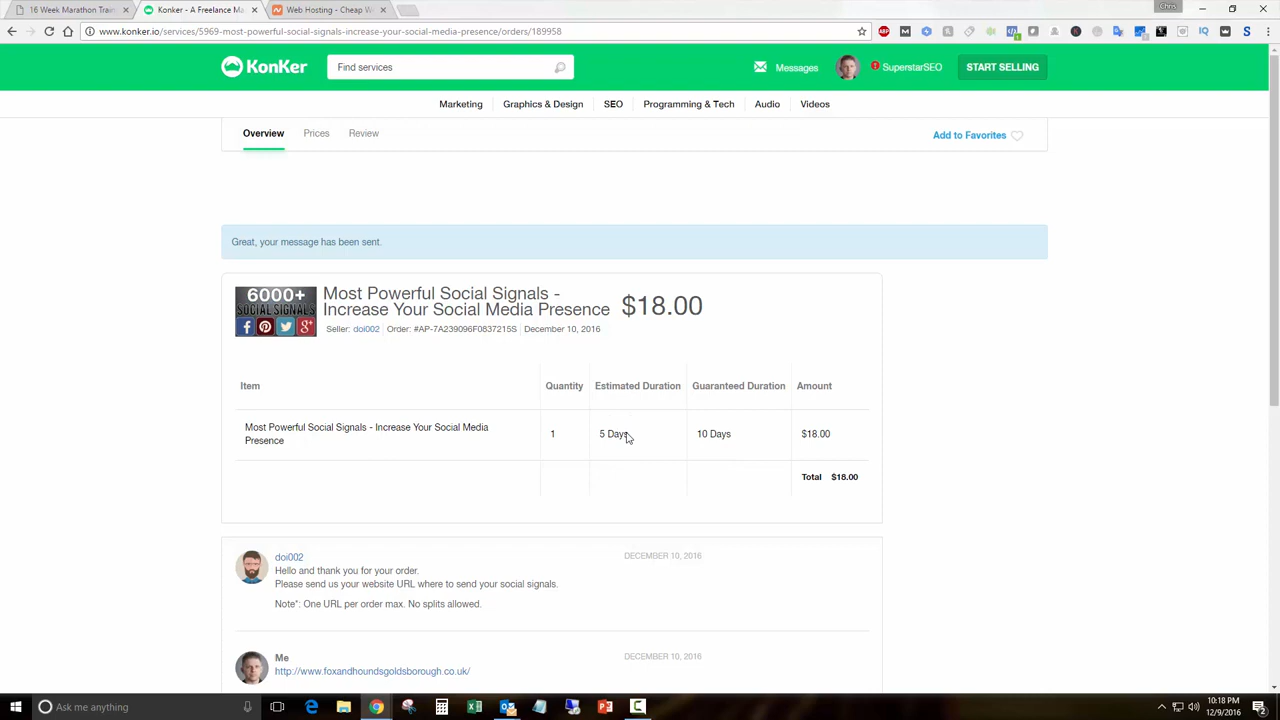 16 Week Marathon Train
Konker - A Freelance Ma
Web Hosting - Cheap W
Chris
www.konker.io/services/5969-most-powerful-social-signals-increase-your-social-media-presence/orders/189958
KonKer
Find services
Messages
SuperstarSEO
START SELLING
Marketing
Graphics & Design
SEO
Programming & Tech
Audio
Videos
Overview
Prices
Review
Add to Favorites
Great, your message has been sent.
6000+
SOCIAL SIGNALS
Most Powerful Social Signals -
Increase Your Social Media Presence
$18.00
Seller: doi002
Order: #AP-7A239096F0837215S
December 10, 2016
Item
Quantity
Estimated Duration
Guaranteed Duration
Amount
Most Powerful Social Signals - Increase Your Social Media
Presence
1
5 Days
10 Days
$18.00
Total $18.00
doi002
DECEMBER 10, 2016
Hello and thank you for your order.
Please send us your website URL where to send your social signals.
Note*: One URL per order max. No splits allowed.
Me
DECEMBER 10, 2016
http://www.foxandhoundsgoldsborough.co.uk/
Ask me anything
10:18 PM
12/9/2016